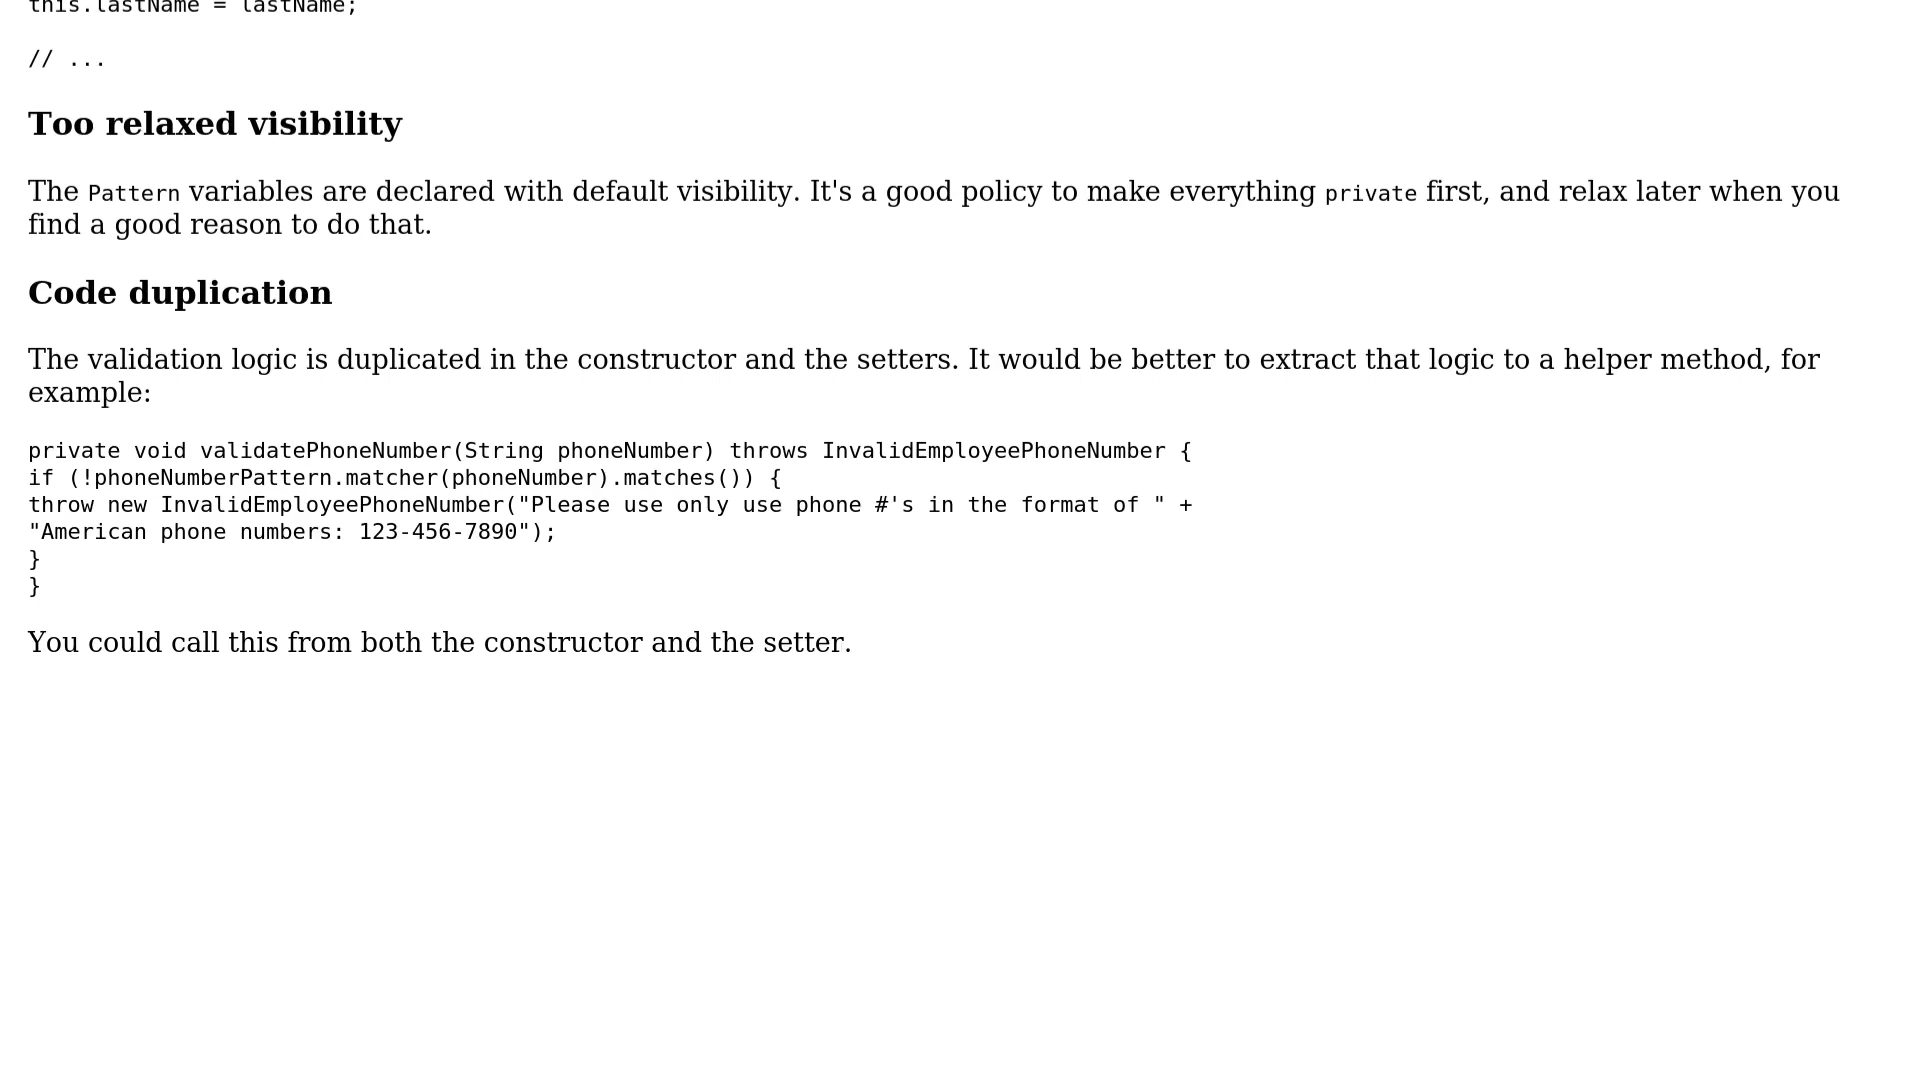 this.lastName = lastName;
// ...
Too relaxed visibility
The Pattern variables are declared with default visibility. It's a good policy to make everything private first, and relax later when you
find a good reason to do that.
Code duplication
The validation logic is duplicated in the constructor and the setters. It would be better to extract that logic to a helper method, for
example:
private void validatePhoneNumber(String phoneNumber) throws InvalidEmployeePhoneNumber {
if (!phoneNumberPattern.matcher(phoneNumber).matches()) {
throw new InvalidEmployeePhoneNumber("Please use only use phone #'s in the format of " +
"American phone numbers: 123-456-7890");
}
}
You could call this from both the constructor and the setter.